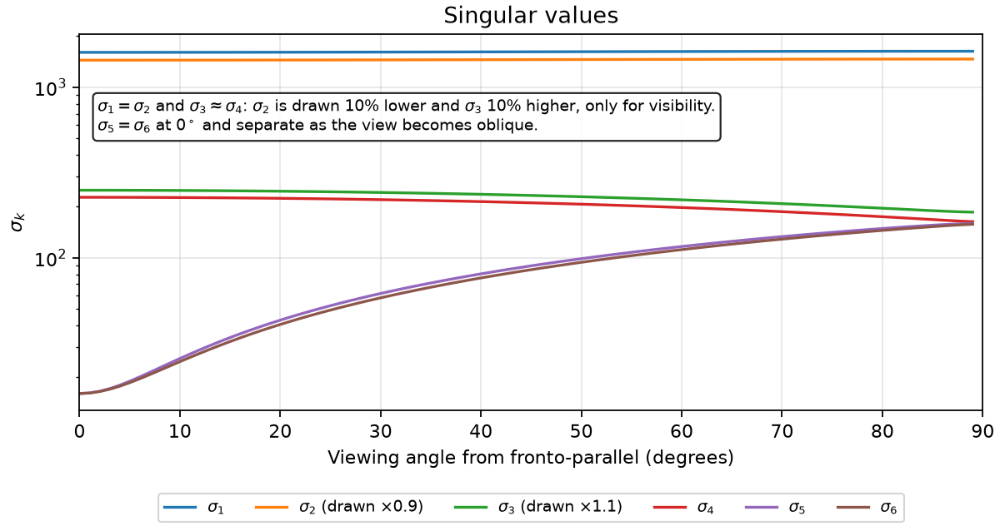 Singular values
σ₁ = σ₂ and σ₃ ≈ σ₄: σ₂ is drawn 10% lower and σ₃ 10% higher, only for visibility.
σ₅ = σ₆ at 0° and separate as the view becomes oblique.
10³
10²
σₖ
0 10 20 30 40 50 60 70 80 90
Viewing angle from fronto-parallel (degrees)
σ₁ σ₂ (drawn ×0.9) σ₃ (drawn ×1.1) σ₄ σ₅ σ₆